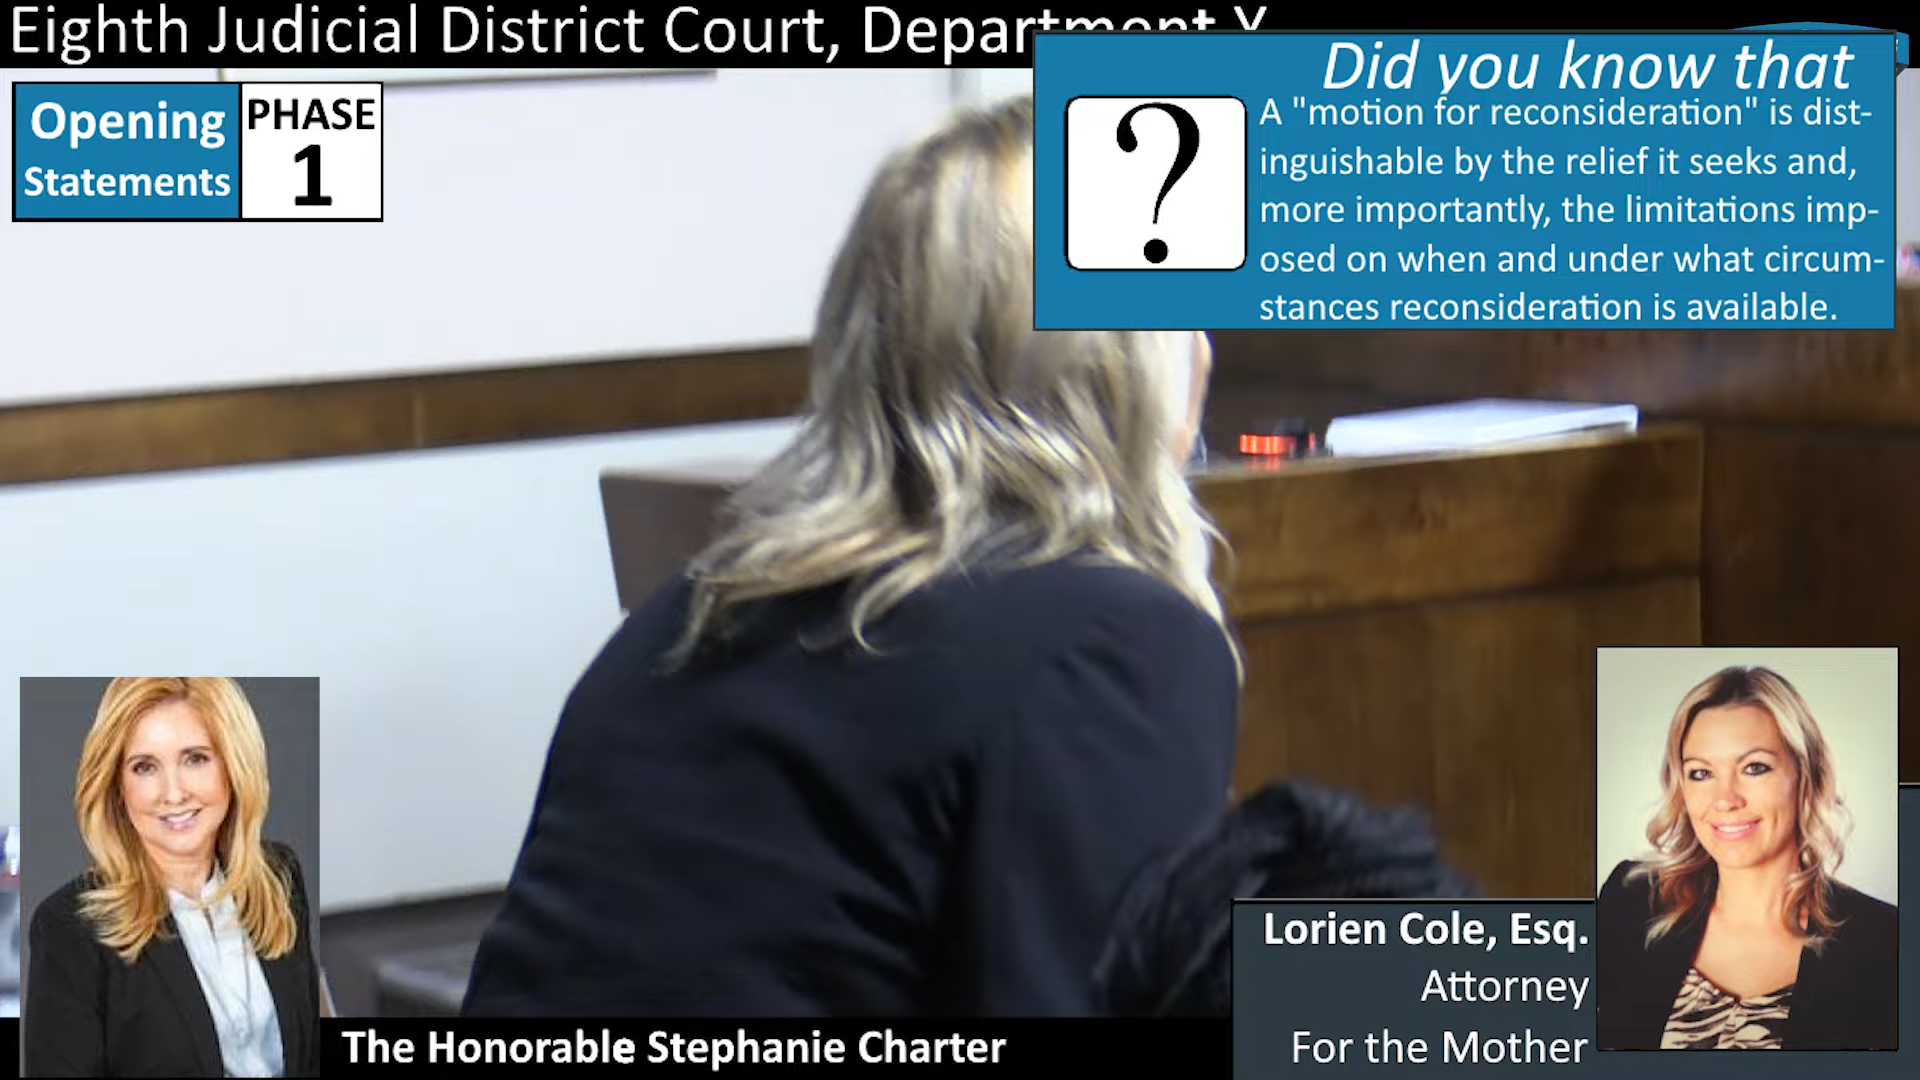 Eighth Judicial District Court, Department Y
Did you know that
?
A "motion for reconsideration" is dist-
inguishable by the relief it seeks and,
more importantly, the limitations imp-
osed on when and under what circum-
stances reconsideration is available.
Opening
Statements
PHASE
1
Lorien Cole, Esq.
Attorney
For the Mother
The Honorable Stephanie Charter